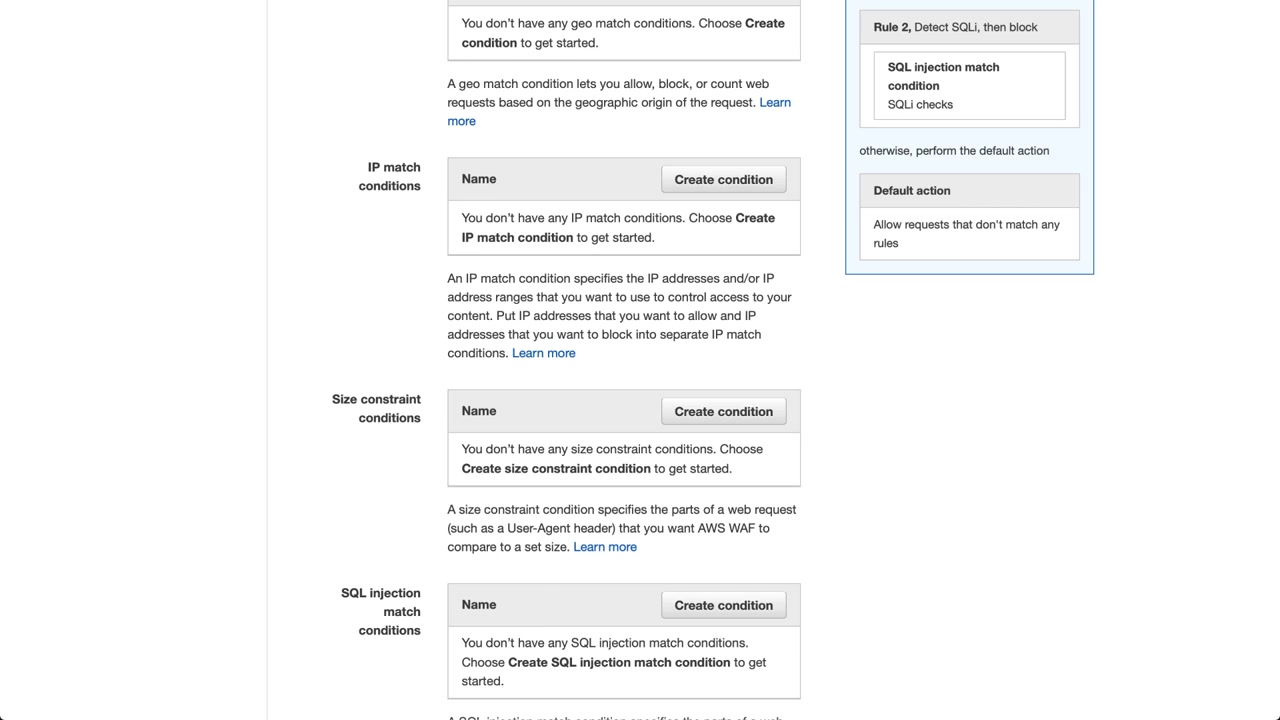 You don't have any geo match conditions. Choose Create
condition to get started.
A geo match condition lets you allow, block, or count web
requests based on the geographic origin of the request. Learn
more
IP match
conditions
Name
Create condition
You don't have any IP match conditions. Choose Create
IP match condition to get started.
An IP match condition specifies the IP addresses and/or IP
address ranges that you want to use to control access to your
content. Put IP addresses that you want to allow and IP
addresses that you want to block into separate IP match
conditions. Learn more
Size constraint
conditions
Name
Create condition
You don't have any size constraint conditions. Choose
Create size constraint condition to get started.
A size constraint condition specifies the parts of a web request
(such as a User-Agent header) that you want AWS WAF to
compare to a set size. Learn more
SQL injection
match
conditions
Name
Create condition
You don't have any SQL injection match conditions.
Choose Create SQL injection match condition to get
started.
A SQL injection match condition specifies the parts of a web
Rule 2, Detect SQLi, then block
SQL injection match
condition
SQLi checks
otherwise, perform the default action
Default action
Allow requests that don't match any
rules